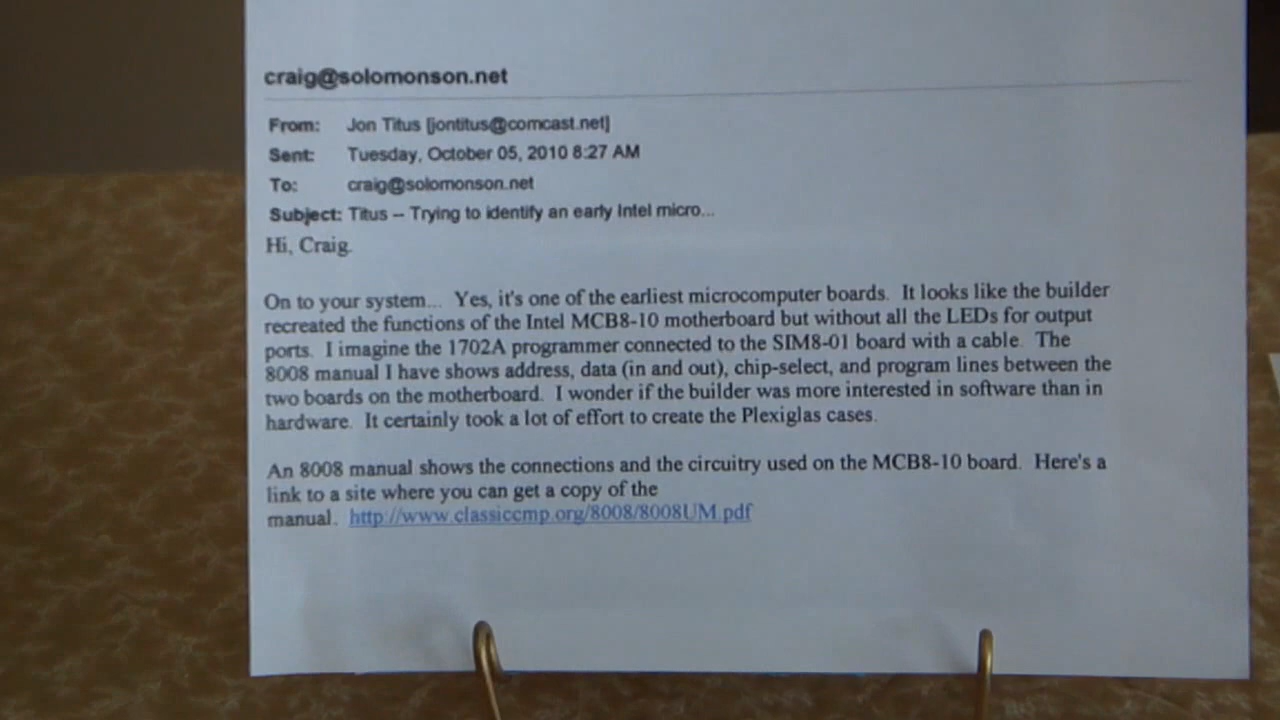 craig@solomonson.net
From: Jon Titus [jontitus@comcast.net]
Sent: Tuesday, October 05, 2010 8:27 AM
To: craig@solomonson.net
Subject: Titus -- Trying to identify an early Intel micro...
Hi, Craig.
On to your system... Yes, it's one of the earliest microcomputer boards. It looks like the builder
recreated the functions of the Intel MCB8-10 motherboard but without all the LEDs for output
ports. I imagine the 1702A programmer connected to the SIM8-01 board with a cable. The
8008 manual I have shows address, data (in and out), chip-select, and program lines between the
two boards on the motherboard. I wonder if the builder was more interested in software than in
hardware. It certainly took a lot of effort to create the Plexiglas cases.
An 8008 manual shows the connections and the circuitry used on the MCB8-10 board. Here's a
link to a site where you can get a copy of the
manual. http://www.classiccmp.org/8008/8008UM.pdf